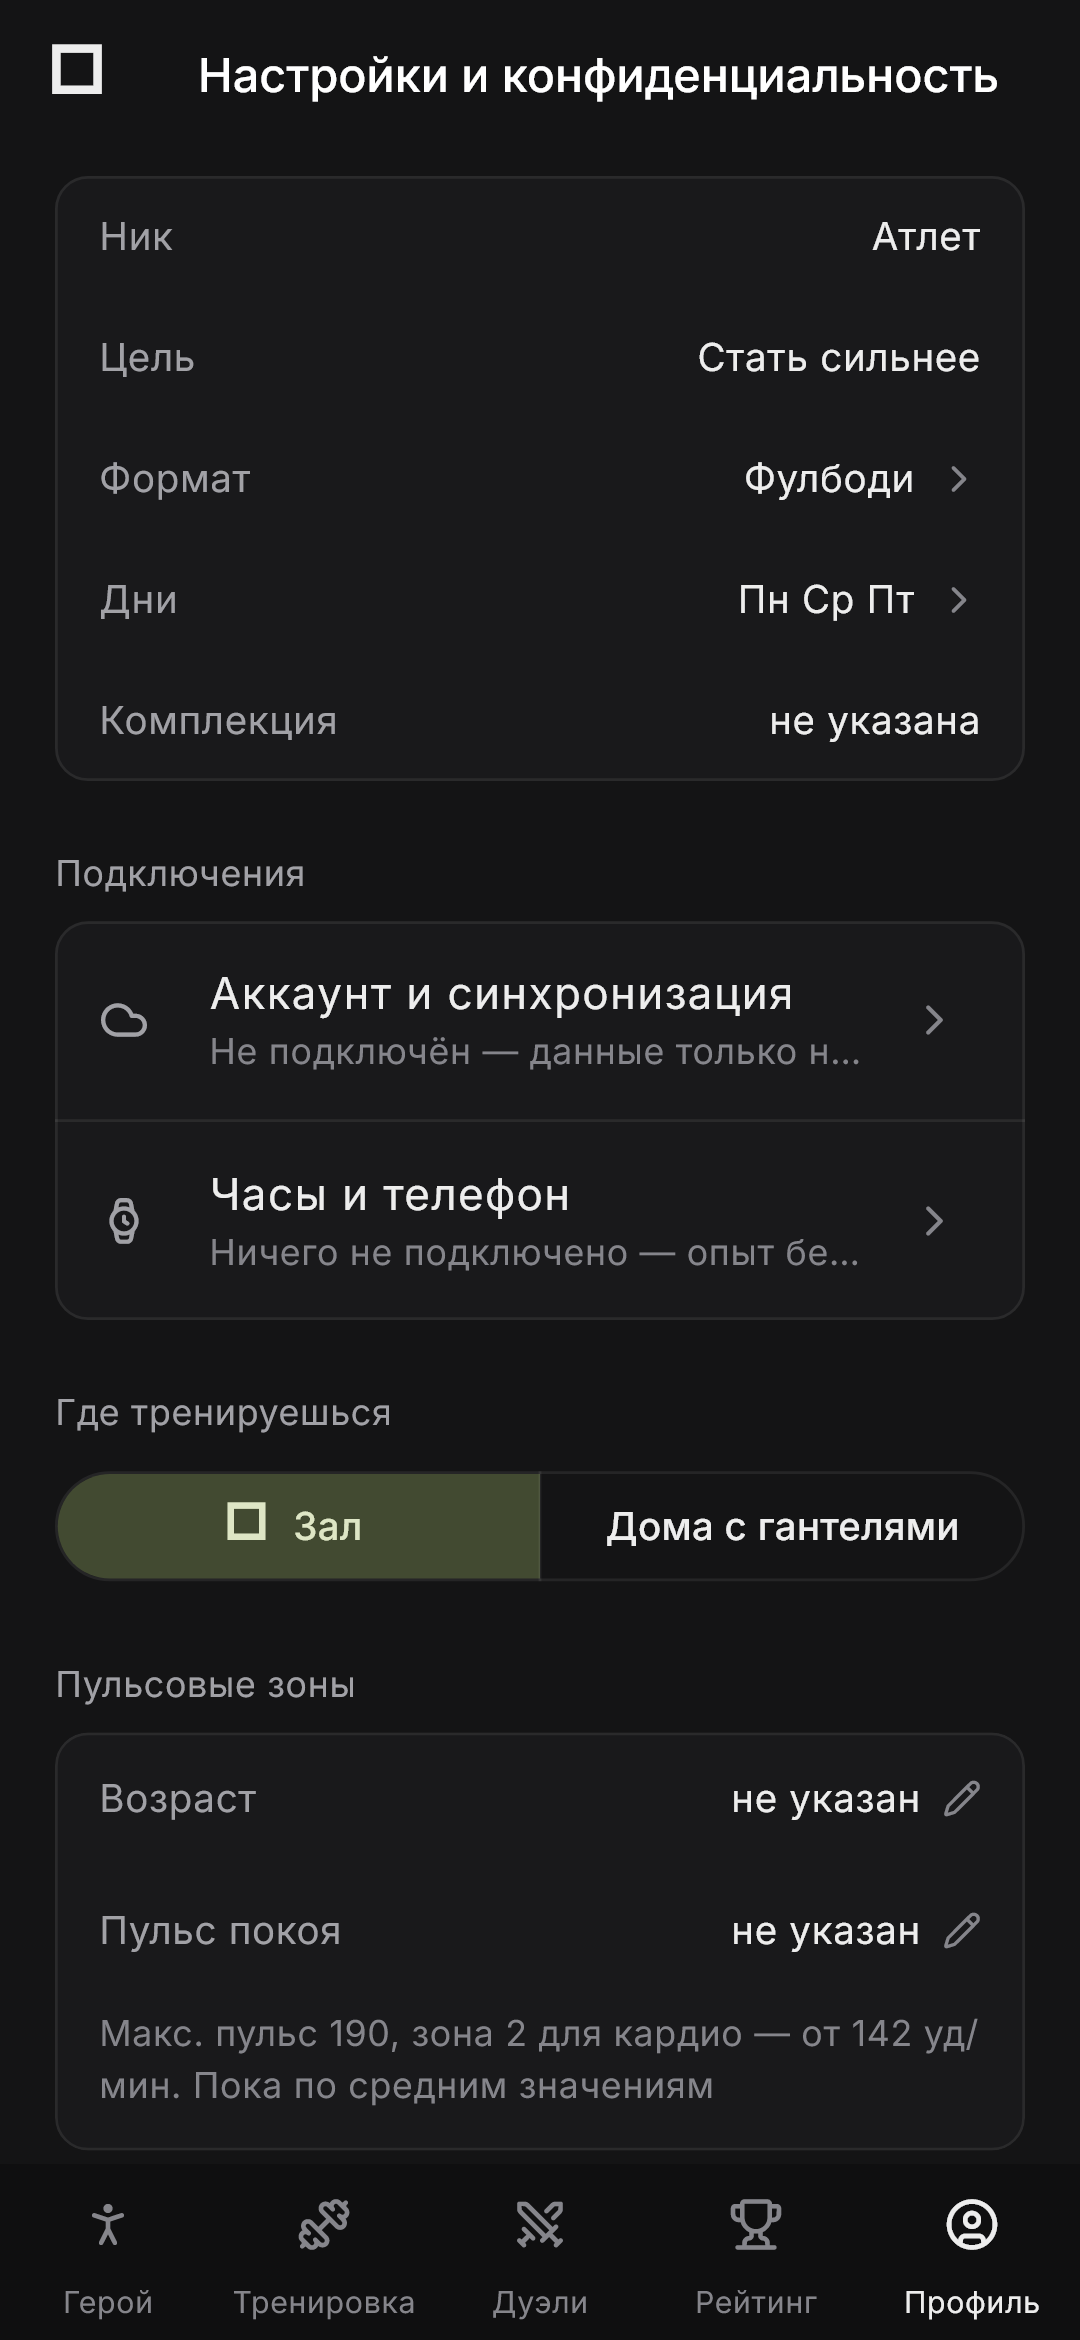 Настройки и конфиденциальность
Ник
Атлет
Цель
Стать сильнее
Формат
Фулбоди
Дни
Пн Ср Пт
Комплекция
не указана
Подключения
Аккаунт и синхронизация
Не подключён — данные только н...
Часы и телефон
Ничего не подключено — опыт бе...
Где тренируешься
Зал
Дома с гантелями
Пульсовые зоны
Возраст
не указан
Пульс покоя
не указан
Макс. пульс 190, зона 2 для кардио — от 142 уд/
мин. Пока по средним значениям
Герой
Тренировка
Дуэли
Рейтинг
Профиль